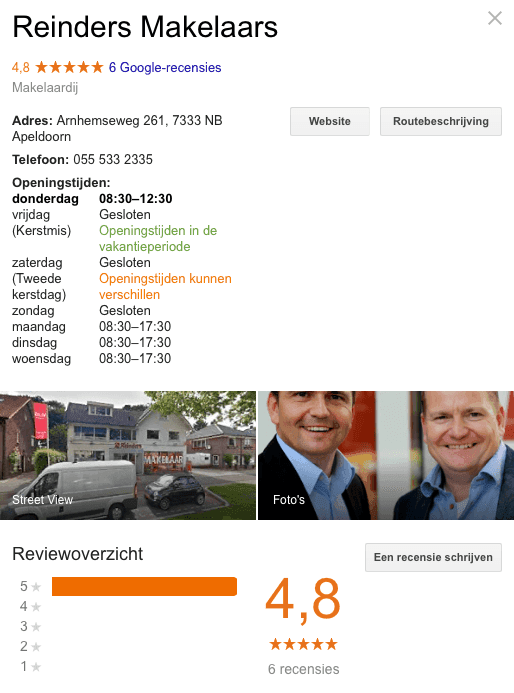 Reinders Makelaars
4,8 ★★★★★ 6 Google-recensies
Makelaardij
Adres: Arnhemseweg 261, 7333 NB
Apeldoorn
Website
Routebeschrijving
Telefoon: 055 533 2335
Openingstijden:
donderdag 08:30–12:30
vrijdag Gesloten
(Kerstmis) Openingstijden in de
vakantieperiode
zaterdag Gesloten
(Tweede Openingstijden kunnen
kerstdag) verschillen
zondag Gesloten
maandag 08:30–17:30
dinsdag 08:30–17:30
woensdag 08:30–17:30
Reinders
MAKELAAR
Street View
Foto's
Reviewoverzicht
Een recensie schrijven
5 ★
4 ★
3 ★
2 ★
1 ★
4,8
★★★★★
6 recensies